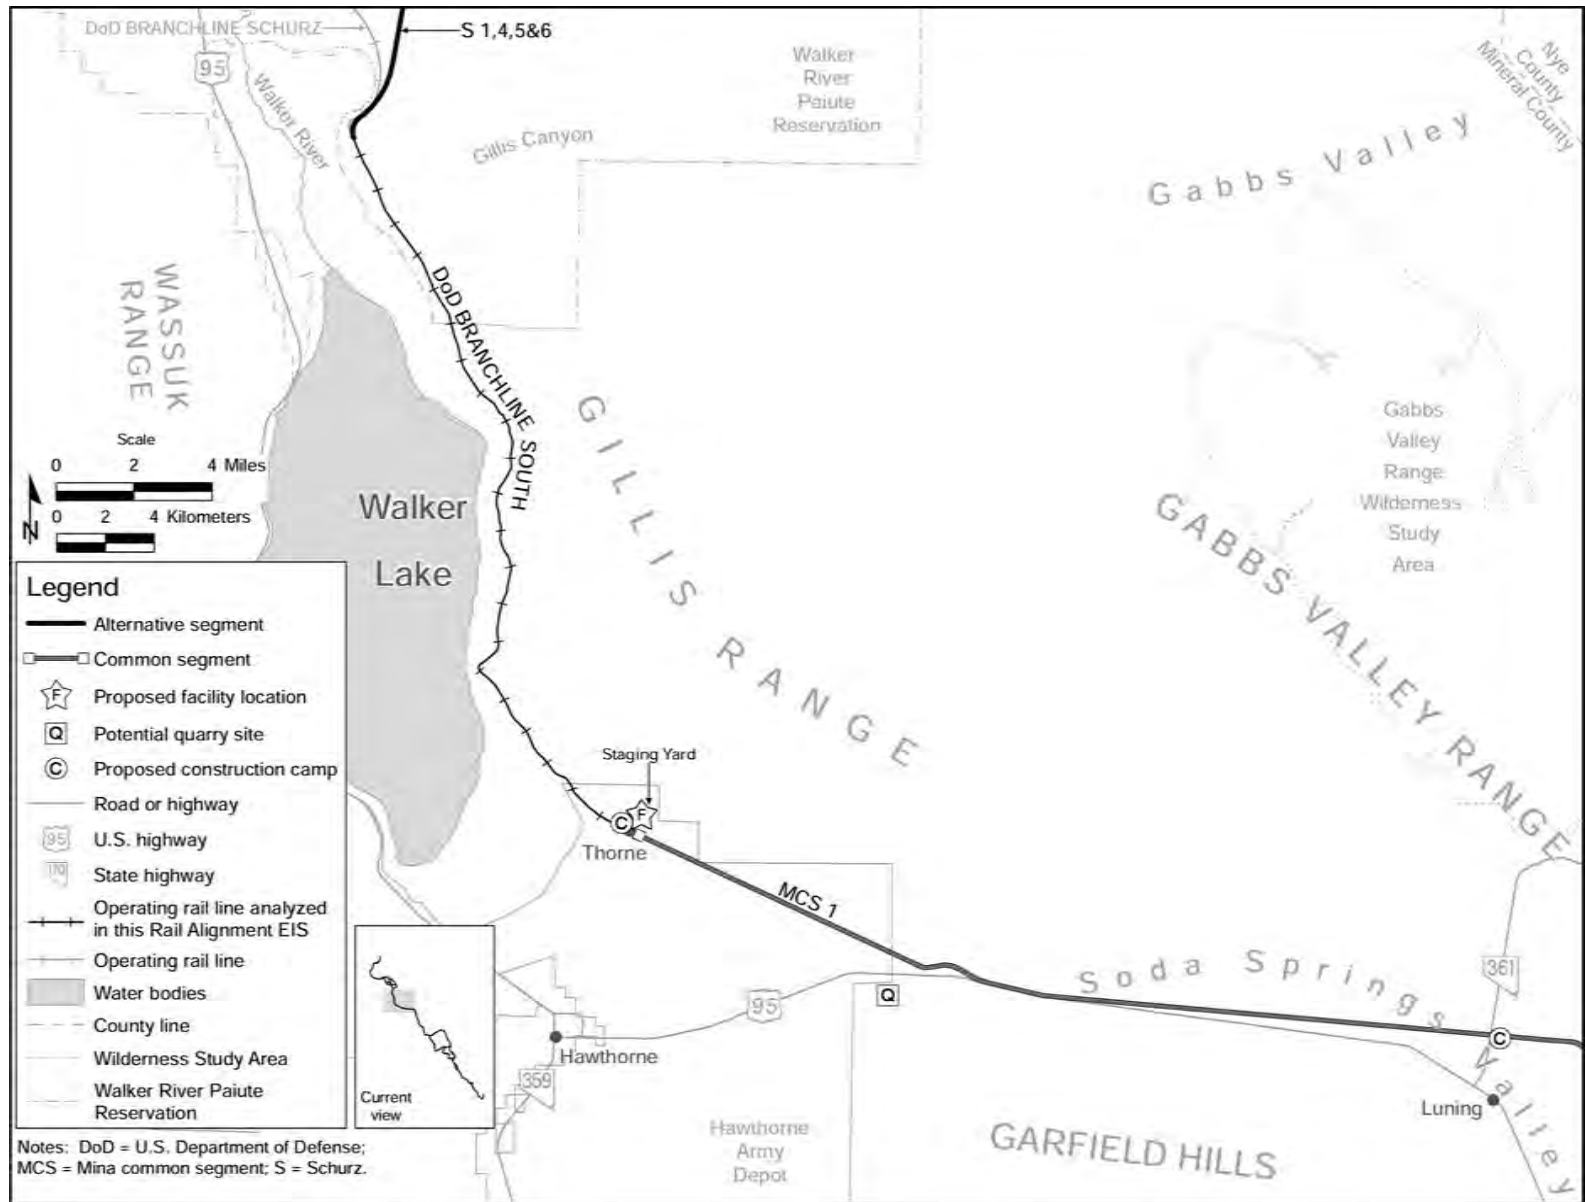 DoD BRANCHLINE SCHURZ
S 1,4,5&6
95
Walker River
Walker
River
Paiute
Reservation
Nye
County
Mineral County
Gillis Canyon
Gabbs Valley
WASSUK
RANGE
DoD BRANCHLINE SOUTH
GILLIS RANGE
Gabbs
Valley
Range
Wilderness
Study
Area
GABBS VALLEY RANGE
Scale
0 2 4 Miles
0 2 4 Kilometers
N
Walker
Lake
Legend
Alternative segment
Common segment
F Proposed facility location
Q Potential quarry site
C Proposed construction camp
Road or highway
95 U.S. highway
170 State highway
Operating rail line analyzed
in this Rail Alignment EIS
Operating rail line
Water bodies
County line
Wilderness Study Area
Walker River Paiute
Reservation
Staging Yard
C
F
Thorne
MCS 1
Soda Springs Valley
361
Q
95
C
Hawthorne
359
Luning
Current
view
Hawthorne
Army
Depot
GARFIELD HILLS
Notes: DoD = U.S. Department of Defense;
MCS = Mina common segment; S = Schurz.